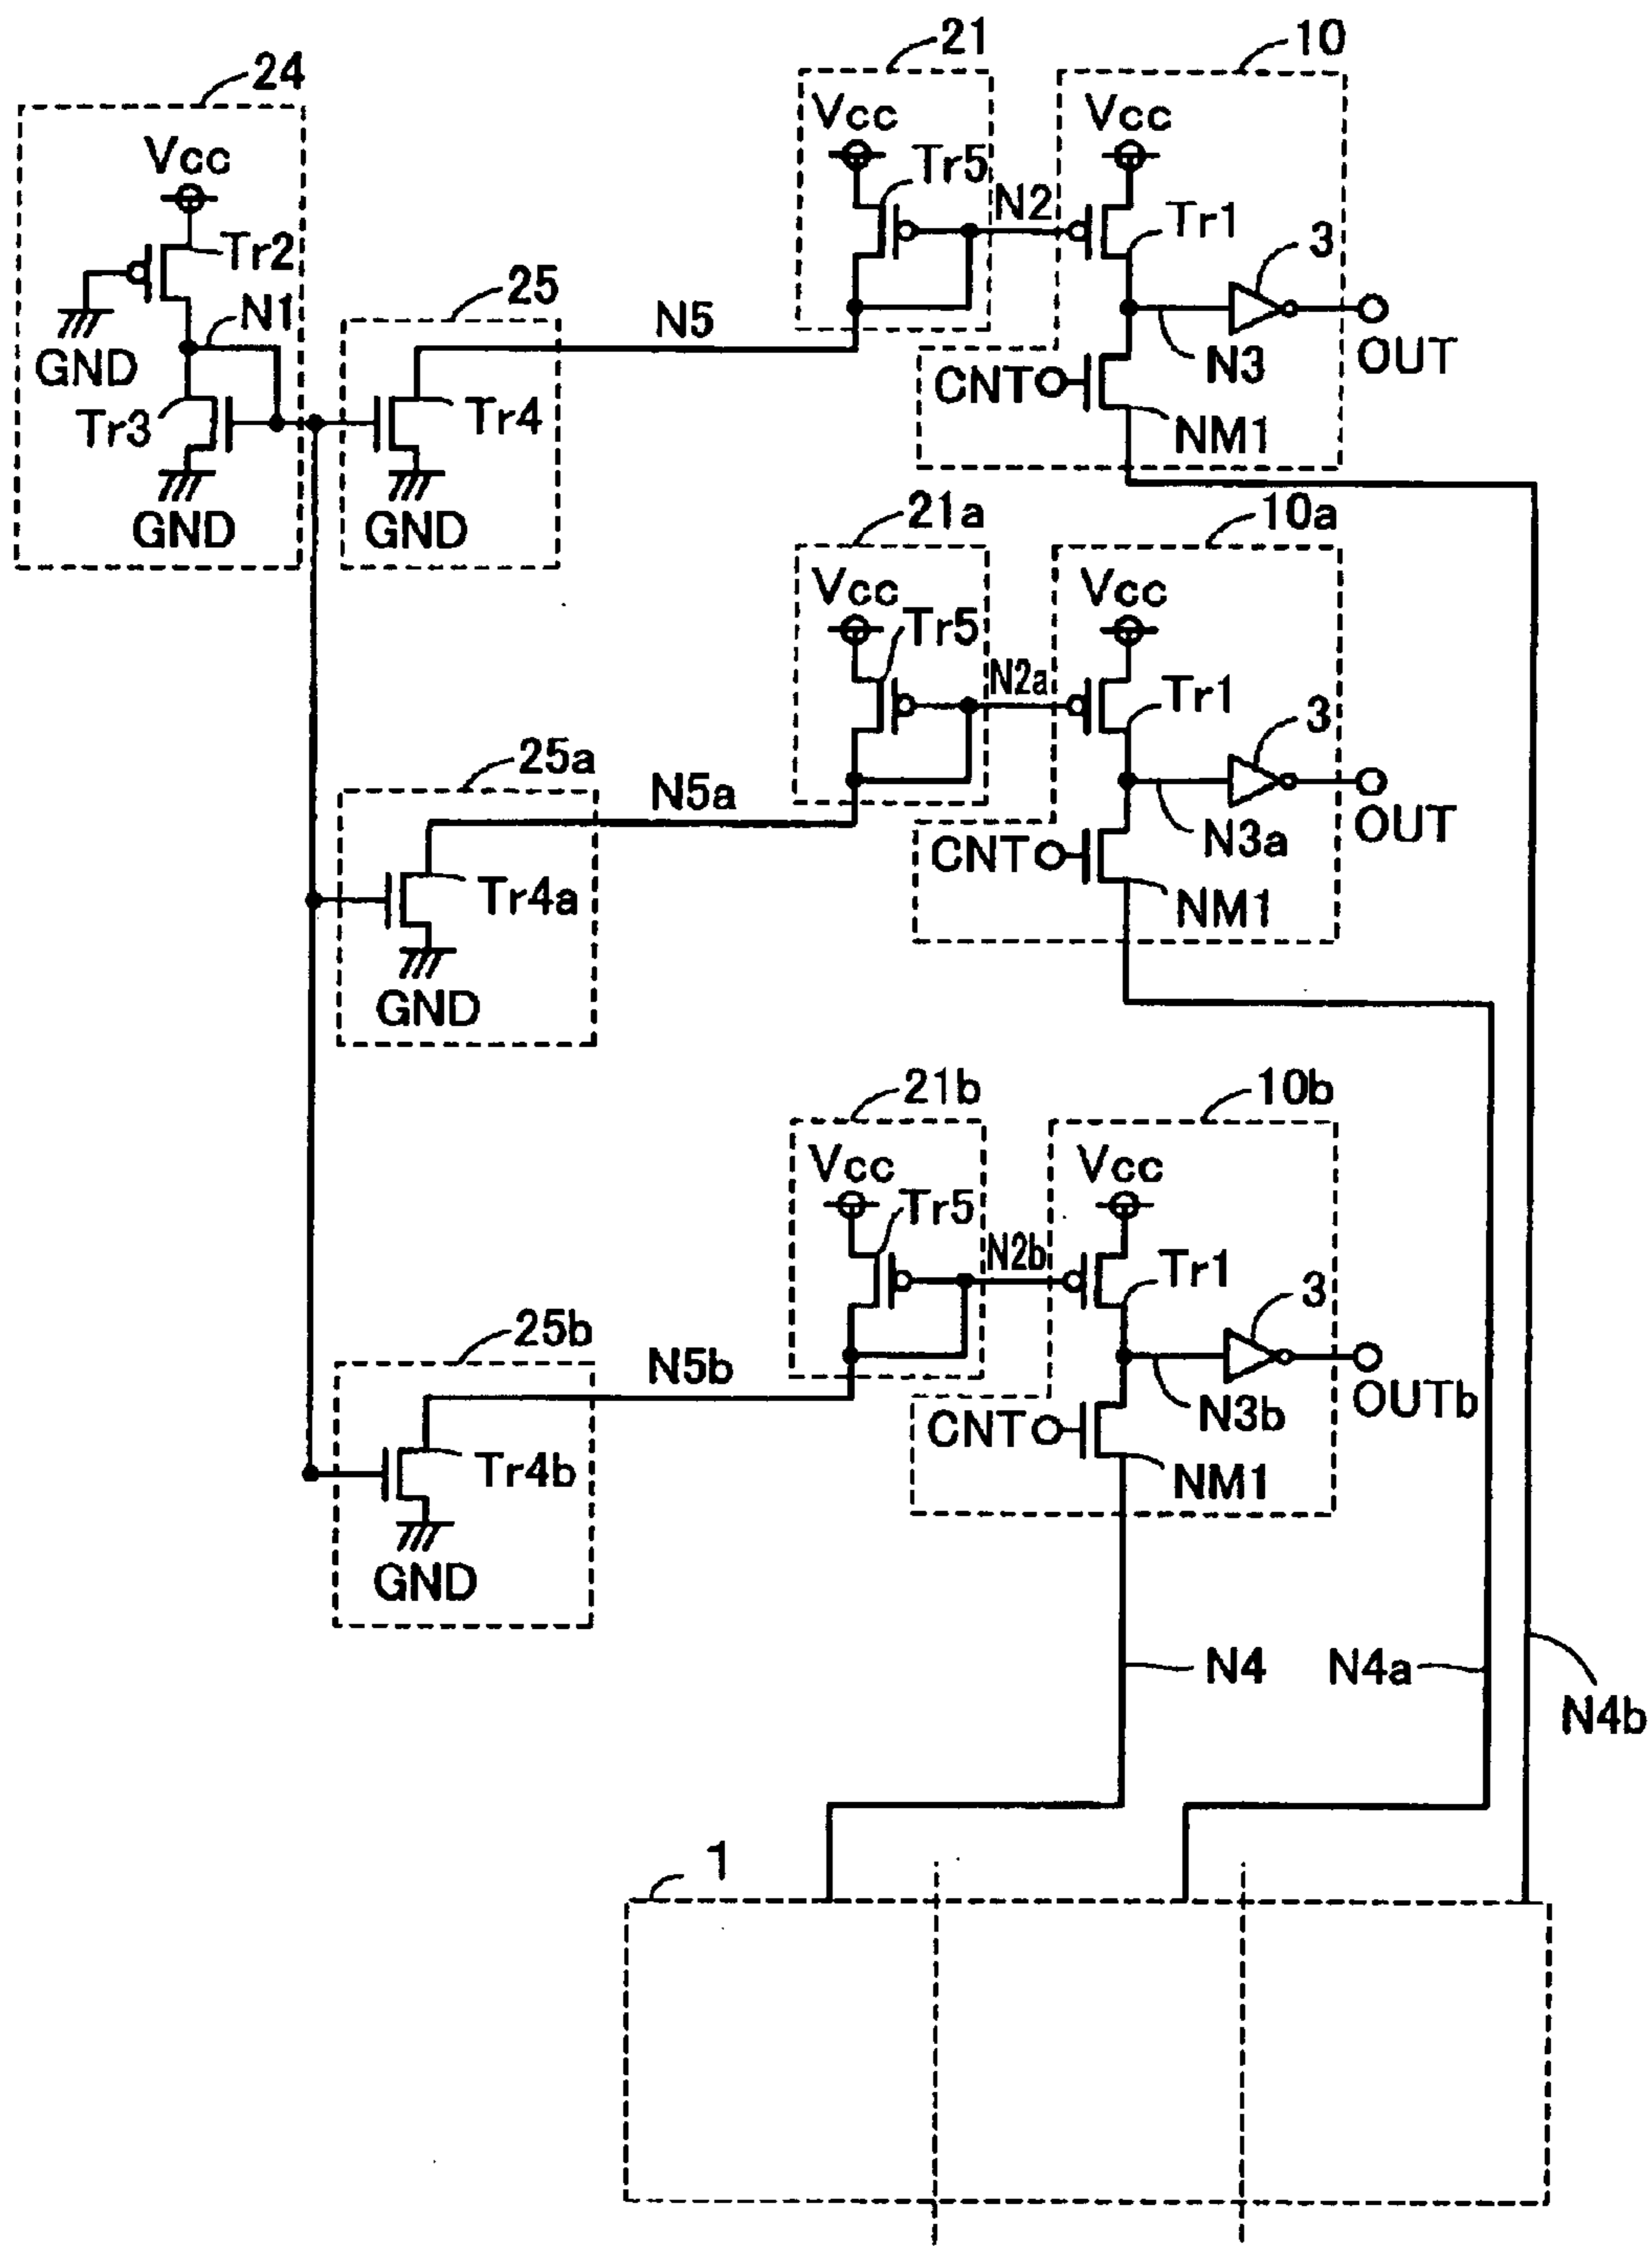 21
10
24
Vcc
Vcc
Vcc
Tr5
N2
Tr1
3
Tr2
25
N1
N5
GND
N3
OUT
CNT
Tr3
Tr4
NM1
GND
GND
21a
10a
Vcc
Vcc
Tr5
N2a
Tr1
3
25a
N5a
OUT
CNT
N3a
Tr4a
NM1
GND
21b
10b
Vcc
Vcc
Tr5
N2b
Tr1
3
25b
N5b
OUTb
CNT
N3b
Tr4b
NM1
GND
N4
N4a
N4b
1